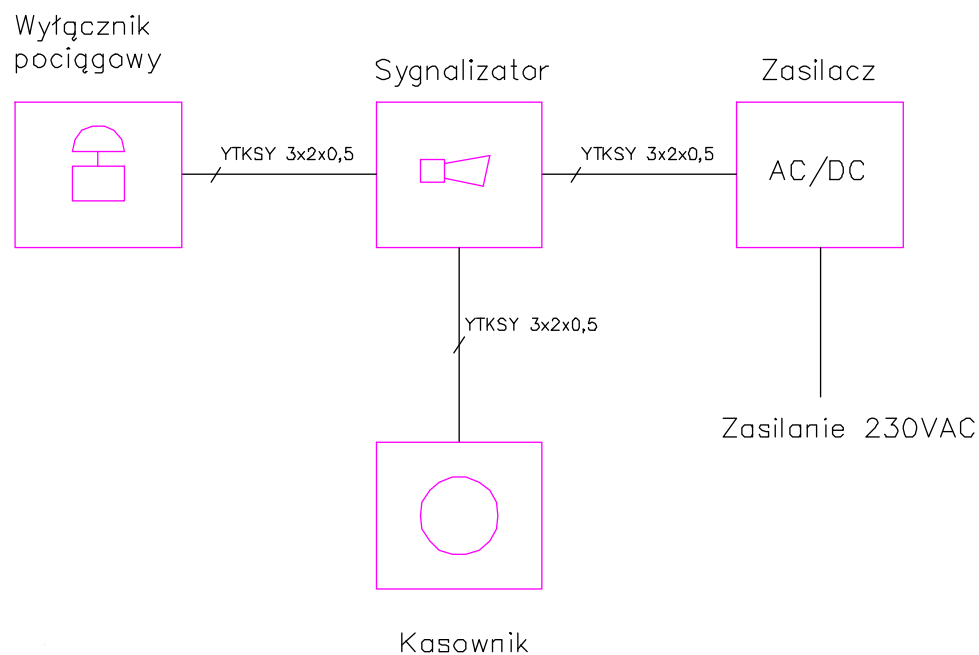 Wyłącznik
pociągowy
Sygnalizator
Zasilacz
YTKSY 3x2x0,5
YTKSY 3x2x0,5
AC/DC
YTKSY 3x2x0,5
Zasilanie 230VAC
Kasownik